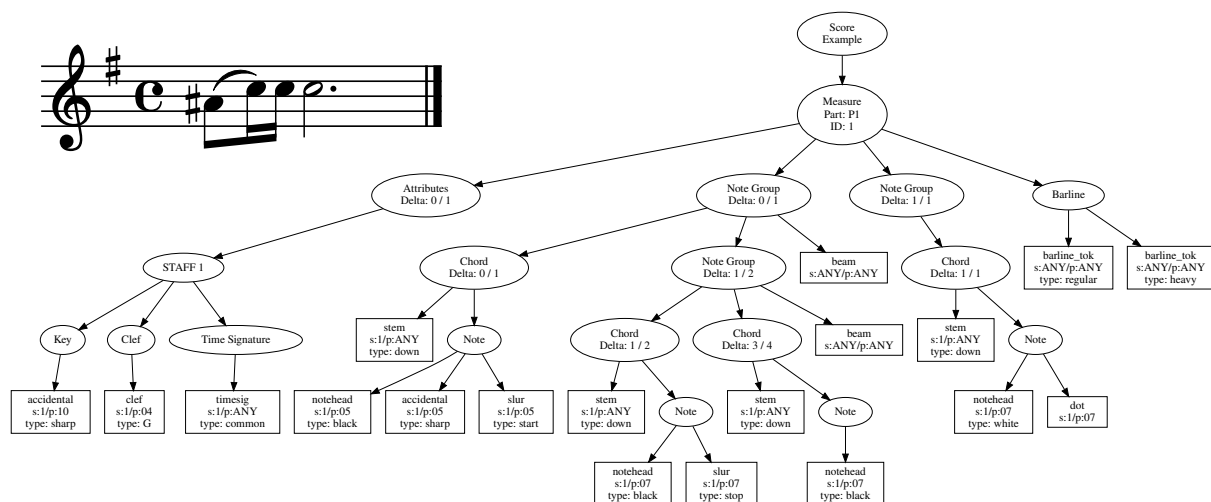 Score
Example
Measure
Part: P1
ID: 1
Attributes
Delta: 0 / 1
Note Group
Delta: 0 / 1
Note Group
Delta: 1 / 1
Barline
STAFF 1
Chord
Delta: 0 / 1
Note Group
Delta: 1 / 2
beam
s:ANY/p:ANY
Chord
Delta: 1 / 1
barline_tok
s:ANY/p:ANY
type: regular
barline_tok
s:ANY/p:ANY
type: heavy
Key
Clef
Time Signature
stem
s:1/p:ANY
type: down
Note
Chord
Delta: 1 / 2
Chord
Delta: 3 / 4
beam
s:ANY/p:ANY
stem
s:1/p:ANY
type: down
Note
accidental
s:1/p:10
type: sharp
clef
s:1/p:04
type: G
timesig
s:1/p:ANY
type: common
notehead
s:1/p:05
type: black
accidental
s:1/p:05
type: sharp
slur
s:1/p:05
type: start
stem
s:1/p:ANY
type: down
Note
stem
s:1/p:ANY
type: down
Note
notehead
s:1/p:07
type: white
dot
s:1/p:07
notehead
s:1/p:07
type: black
slur
s:1/p:07
type: stop
notehead
s:1/p:07
type: black